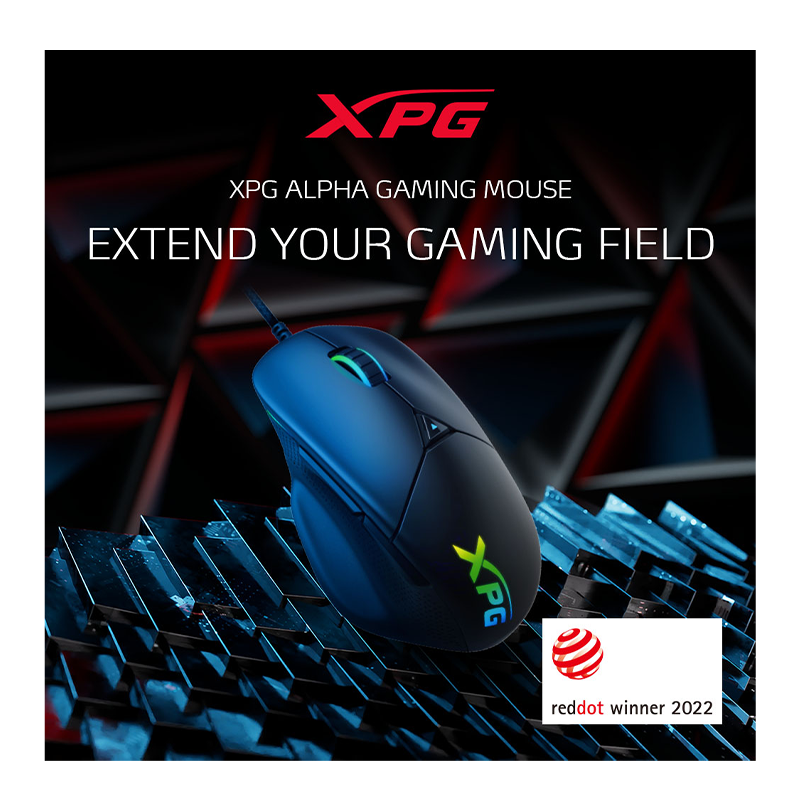 XPG
XPG ALPHA GAMING MOUSE
EXTEND YOUR GAMING FIELD
XPG
reddot winner 2022